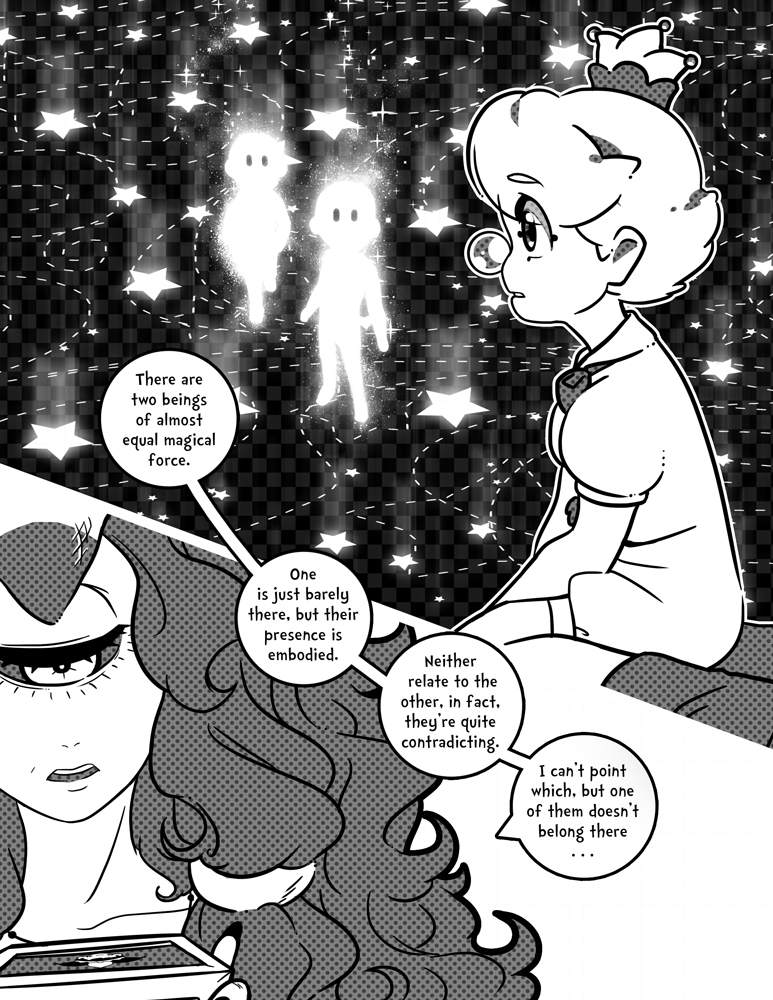 There are
two beings
of almost
equal magical
force.
One
is just barely
there, but their
presence is
embodied.
Neither
relate to the
other, in fact,
they're quite
contradicting.
I can't point
which, but one
of them doesn't
belong there
...